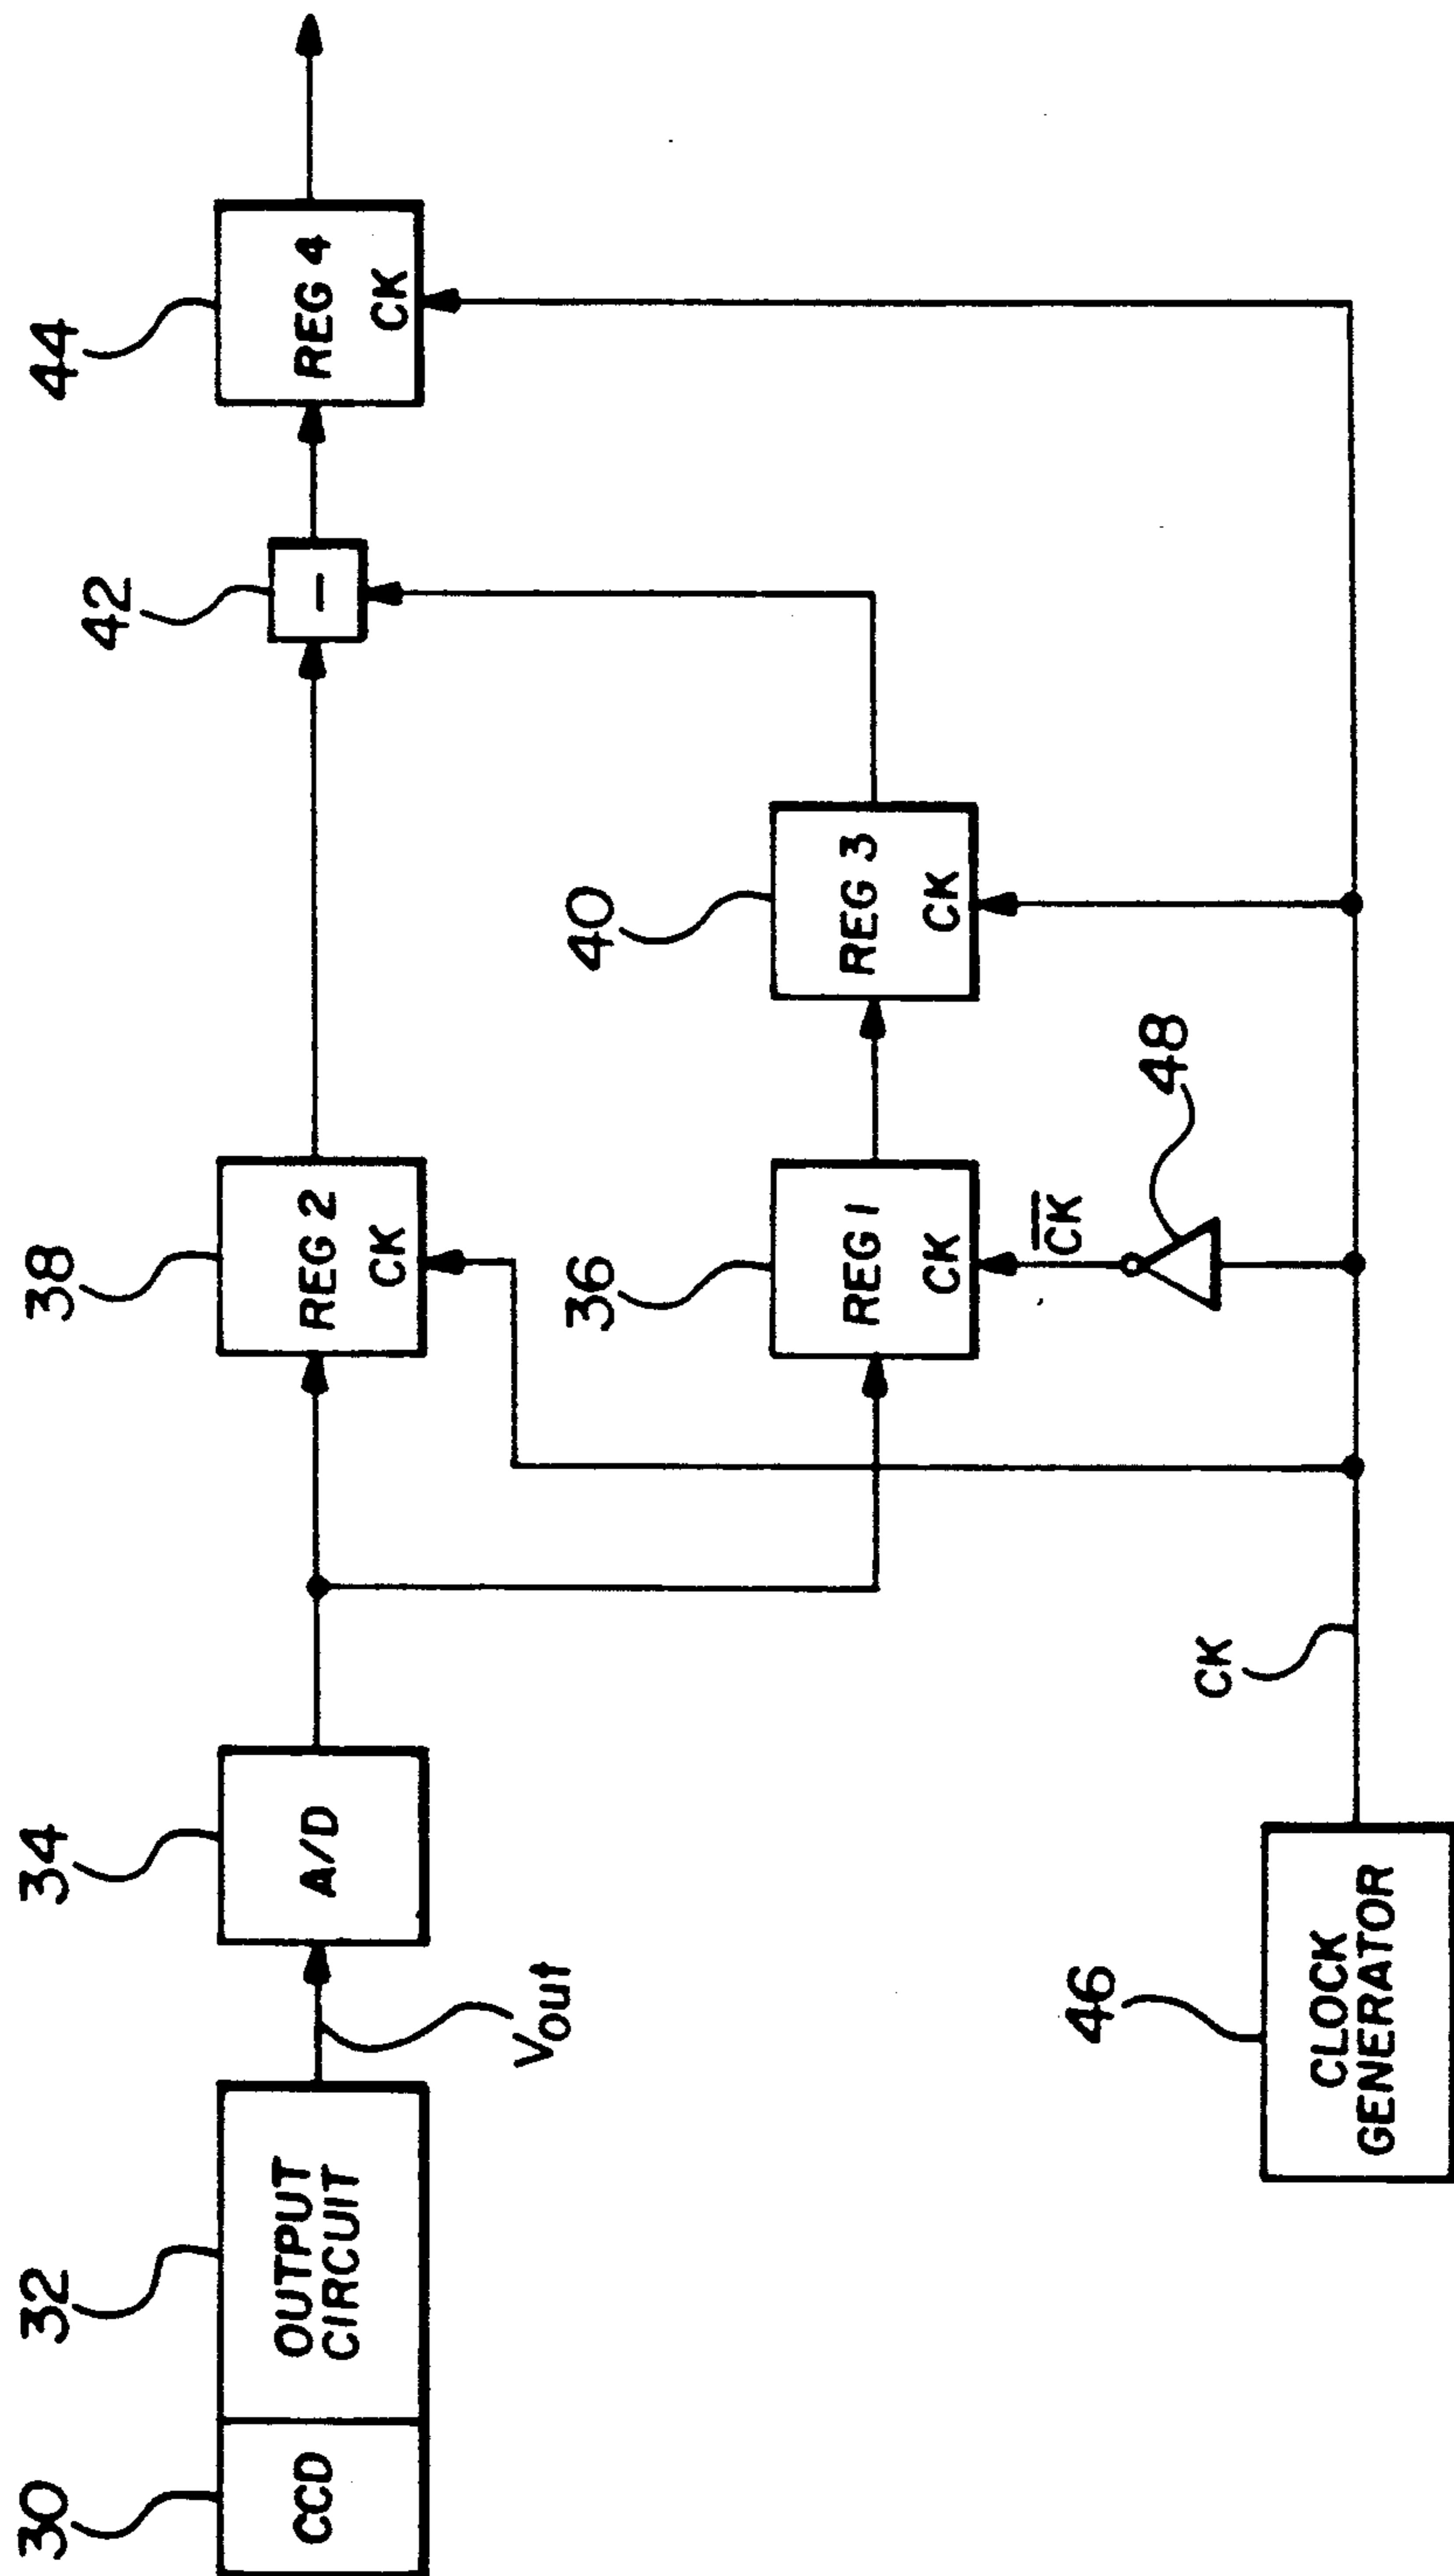 30
CCD
32
OUTPUT
CIRCUIT
Vout
34
A/D
38
REG 2
CK
42
—
44
REG 4
CK
36
REG 1
CK
40
REG 3
CK
C̅K̅
48
46
CLOCK
GENERATOR
CK